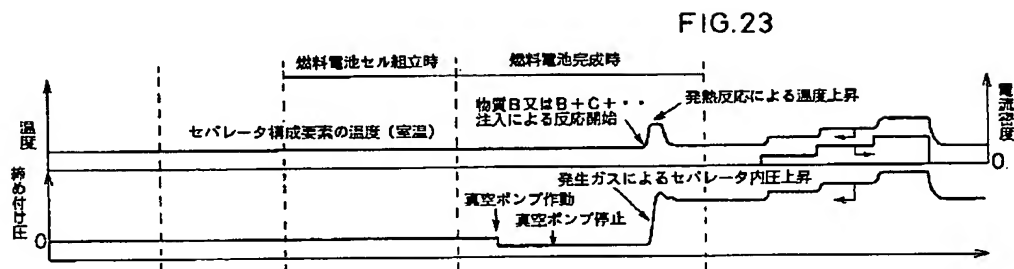 FIG.23
燃料電池セル組立時
燃料電池完成時
物質B又はB+C+・・
注入による反応開始
発熱反応による温度上昇
セパレータ構成要素の温度(室温)
温度
電流密度
0
締め付け圧
発生ガスによるセパレータ内圧上昇
真空ポンプ作動
真空ポンプ停止
0